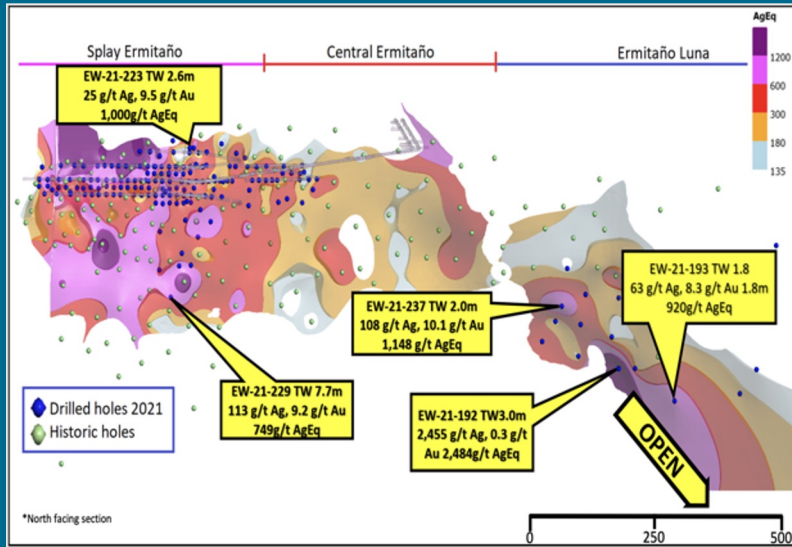 AgEq
Splay Ermitaño
Central Ermitaño
Ermitaño Luna
1200
600
300
180
135
EW-21-223 TW 2.6m
25 g/t Ag, 9.5 g/t Au
1,000g/t AgEq
EW-21-193 TW 1.8
63 g/t Ag, 8.3 g/t Au 1.8m
920g/t AgEq
EW-21-237 TW 2.0m
108 g/t Ag, 10.1 g/t Au
1,148 g/t AgEq
EW-21-229 TW 7.7m
113 g/t Ag, 9.2 g/t Au
749g/t AgEq
EW-21-192 TW3.0m
2,455 g/t Ag, 0.3 g/t
Au 2,484g/t AgEq
OPEN
Drilled holes 2021
Historic holes
*North facing section
0
250
500